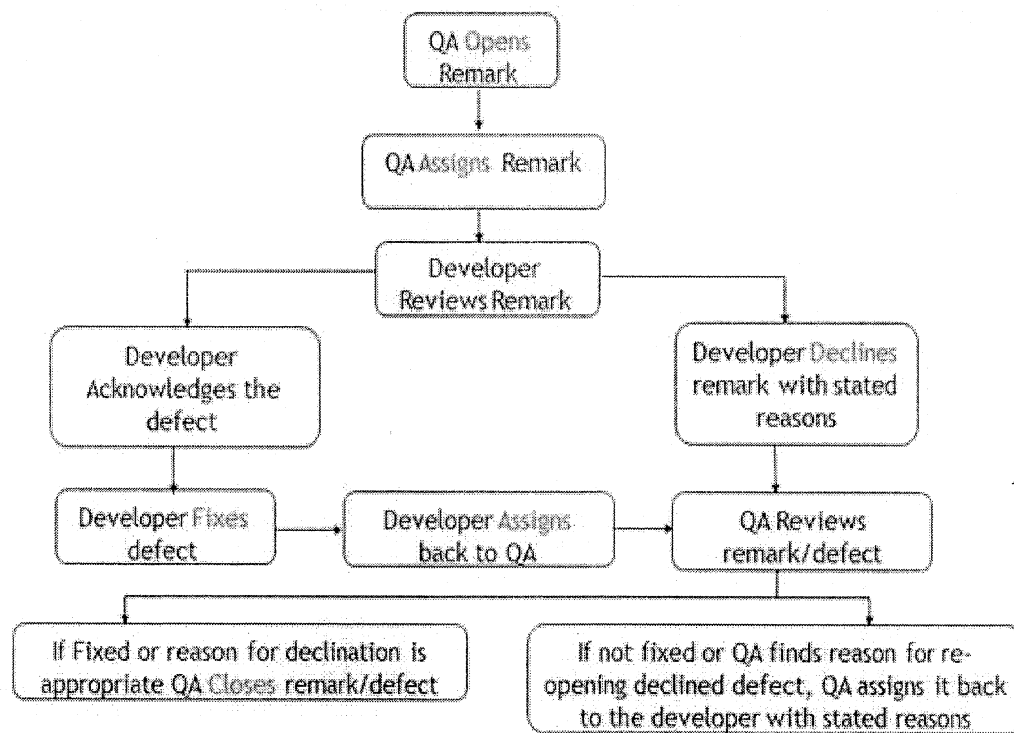 QA Opens
Remark
QA Assigns Remark
Developer
Reviews Remark
Developer
Acknowledges the
defect
Developer Declines
remark with stated
reasons
Developer Fixes
defect
Developer Assigns
back to QA
QA Reviews
remark/defect
If Fixed or reason for declination is
appropriate QA Closes remark/defect
If not fixed or QA finds reason for re-
opening declined defect, QA assigns it back
to the developer with stated reasons